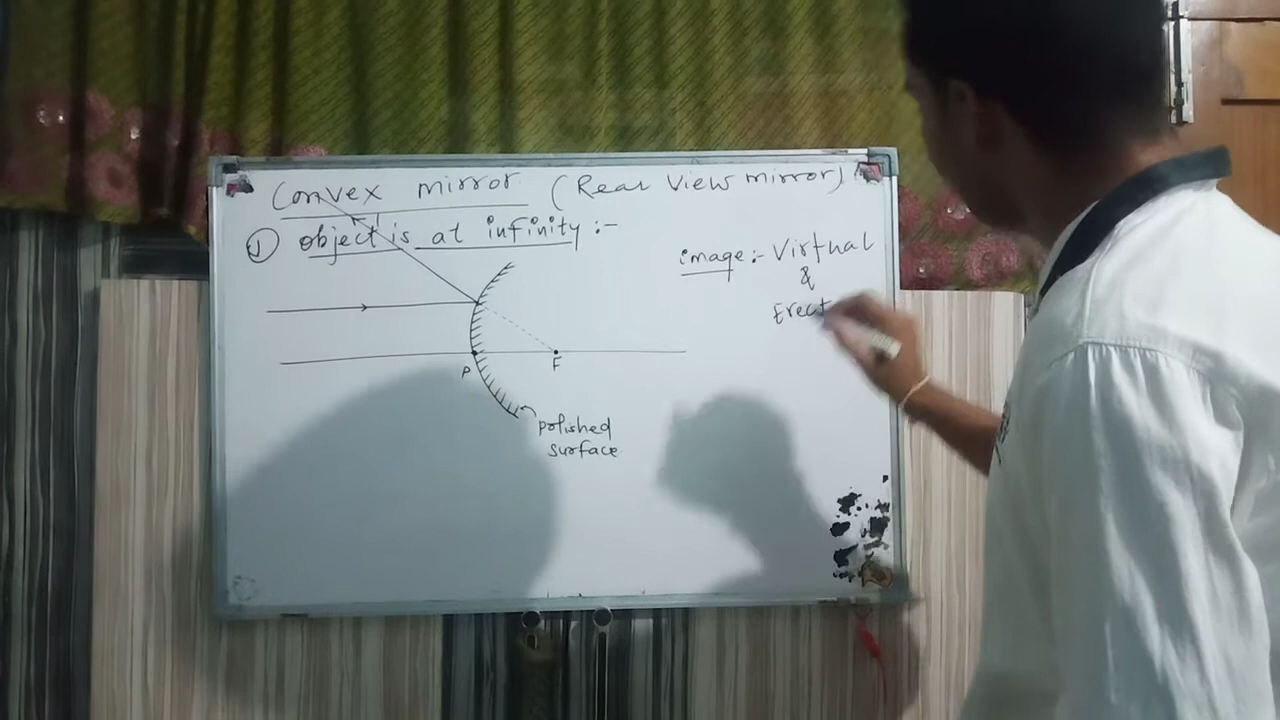 Convex mirror (Rear View mirror)
① object is at infinity :-
image :- Virtual
&
Erect
P
F
polished
surface